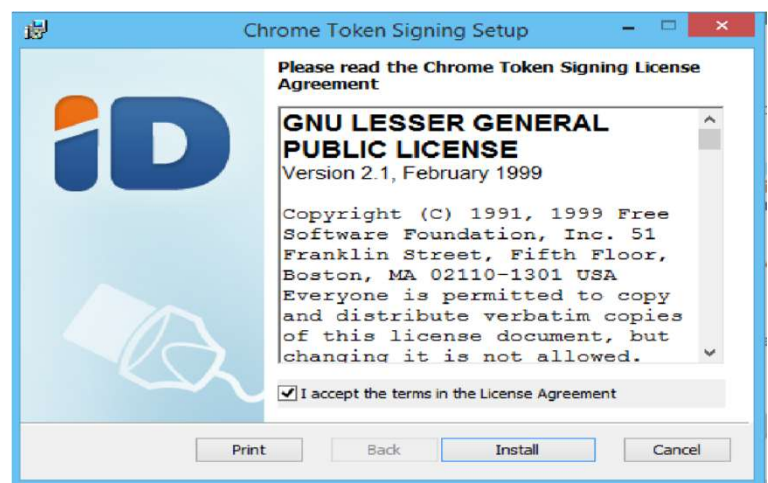 Chrome Token Signing Setup
Please read the Chrome Token Signing License
Agreement
iD
GNU LESSER GENERAL
PUBLIC LICENSE
Version 2.1, February 1999
Copyright (C) 1991, 1999 Free
Software Foundation, Inc. 51
Franklin Street, Fifth Floor,
Boston, MA 02110-1301 USA
Everyone is permitted to copy
and distribute verbatim copies
of this license document, but
changing it is not allowed.
I accept the terms in the License Agreement
Print Back Install Cancel